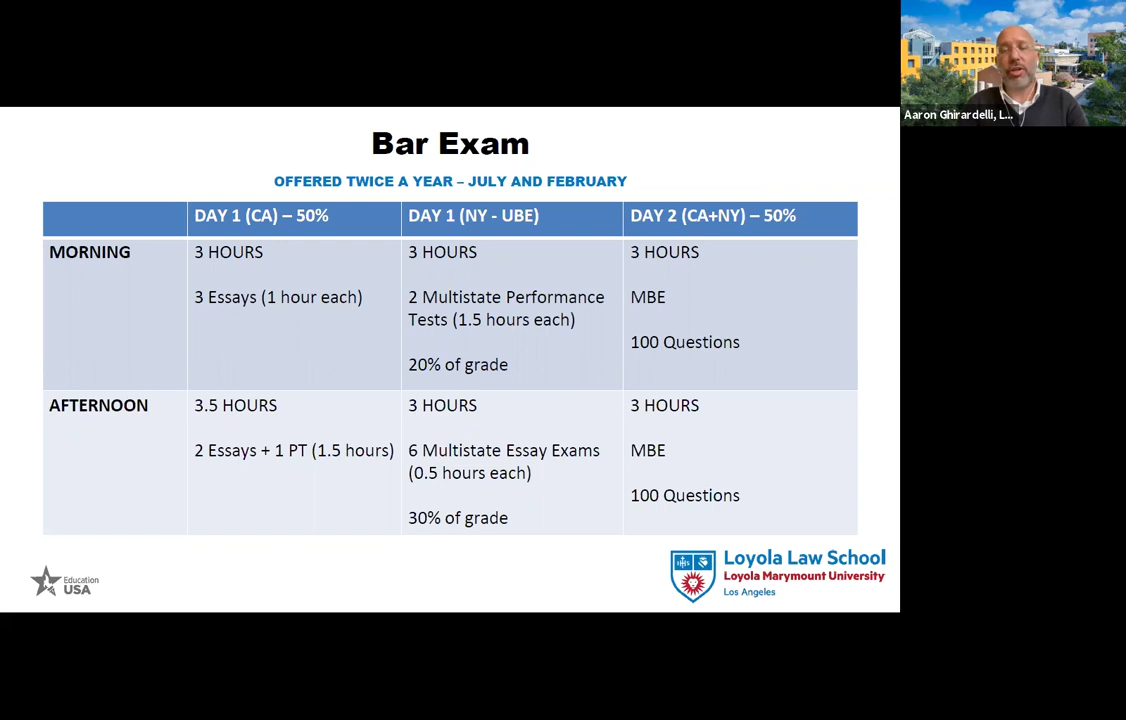 Aaron Ghirardelli, L...
Bar Exam
OFFERED TWICE A YEAR – JULY AND FEBRUARY
DAY 1 (CA) – 50%
DAY 1 (NY - UBE)
DAY 2 (CA+NY) – 50%
MORNING
3 HOURS
3 Essays (1 hour each)
3 HOURS
2 Multistate Performance
Tests (1.5 hours each)
20% of grade
3 HOURS
MBE
100 Questions
AFTERNOON
3.5 HOURS
2 Essays + 1 PT (1.5 hours)
3 HOURS
6 Multistate Essay Exams
(0.5 hours each)
30% of grade
3 HOURS
MBE
100 Questions
Education
USA
Loyola Law School
Loyola Marymount University
Los Angeles